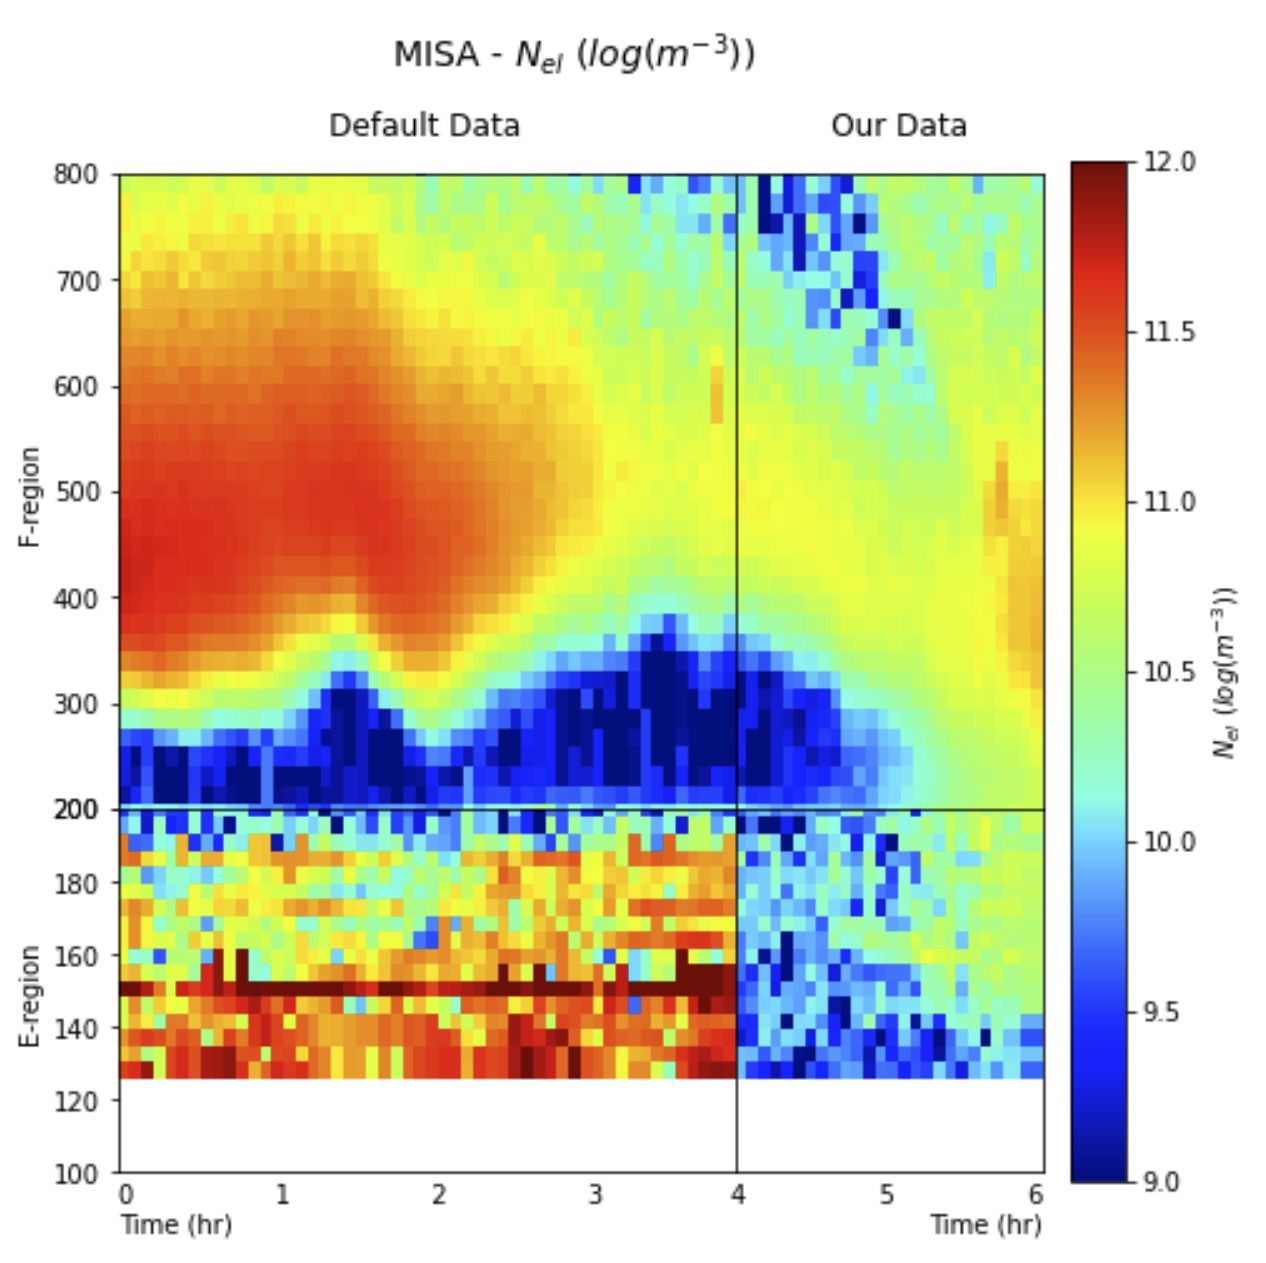 MISA - N_el (log(m^-3))
Default Data
Our Data
800
700
600
500
400
300
200
180
160
140
120
100
F-region
E-region
0 1 2 3 4 5 6
Time (hr)
Time (hr)
12.0
11.5
11.0
10.5
10.0
9.5
9.0
N_el (log(m^-3))